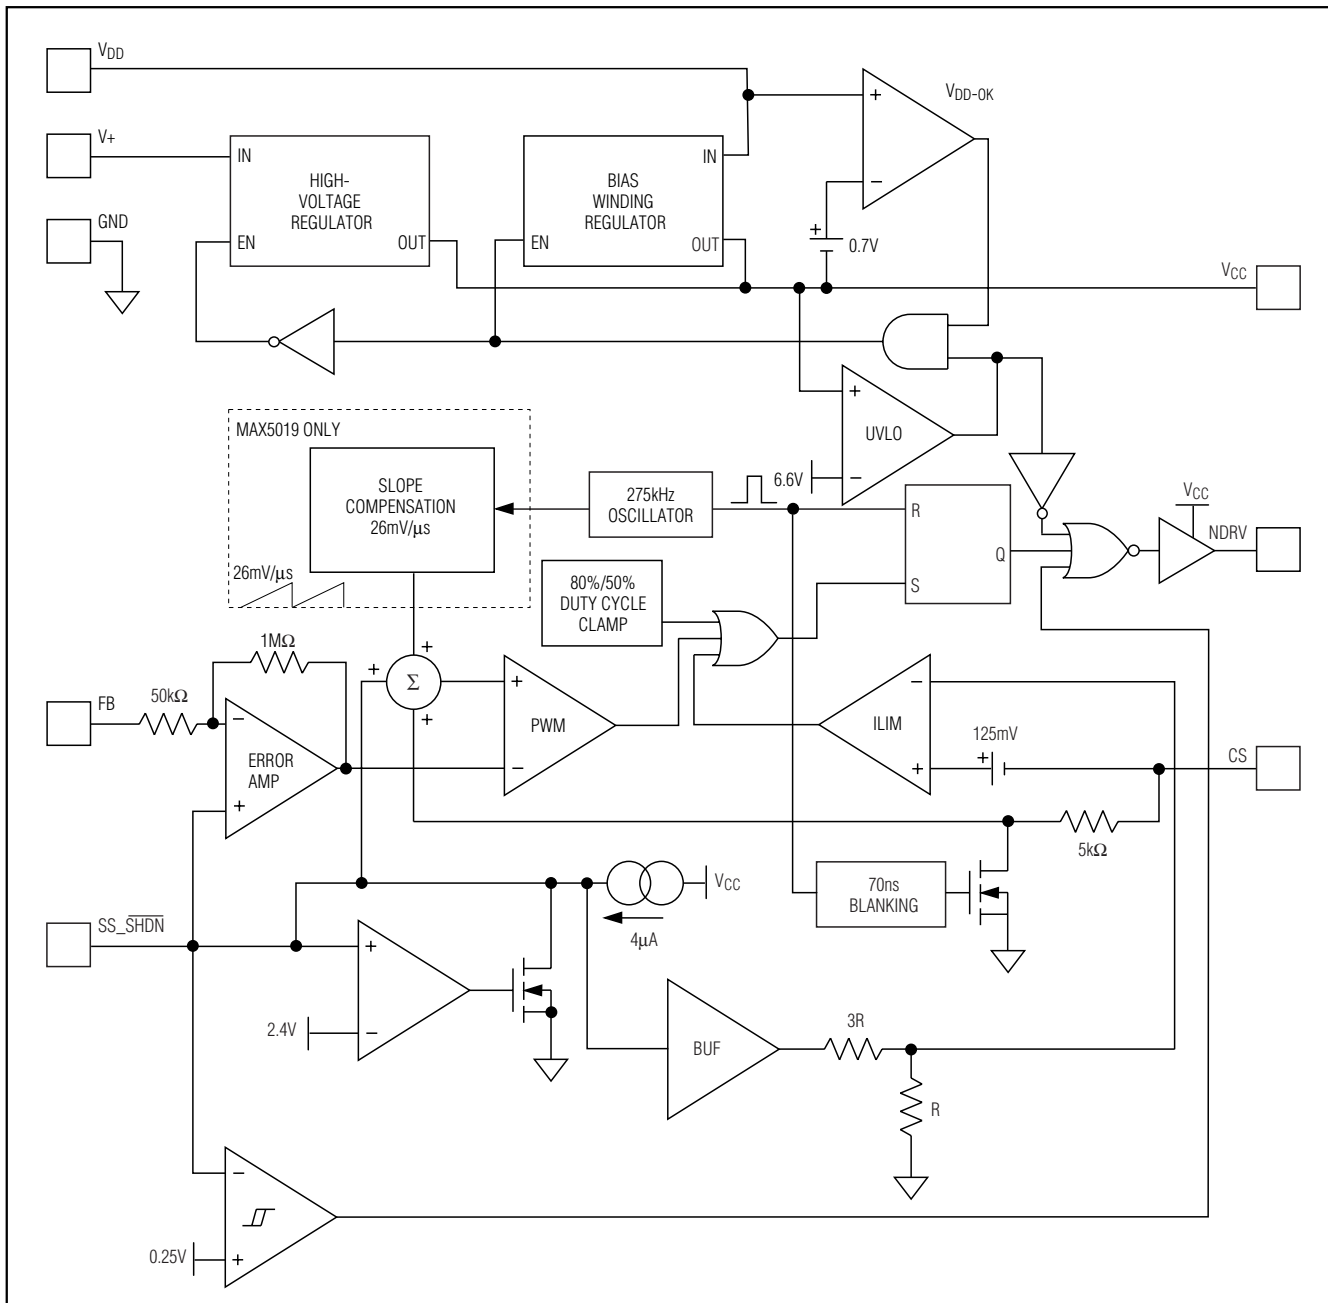 VDD
VDD-OK
V+
IN
HIGH-
VOLTAGE
REGULATOR
EN
OUT
IN
BIAS
WINDING
REGULATOR
EN
OUT
+
−
+
0.7V
GND
VCC
MAX5019 ONLY
SLOPE
COMPENSATION
26mV/µs
26mV/µs
275kHz
OSCILLATOR
+
UVLO
−
6.6V
R
Q
S
VCC
NDRV
80%/50%
DUTY CYCLE
CLAMP
1MΩ
+
+
Σ
+
FB
50kΩ
−
ERROR
AMP
+
+
PWM
−
−
ILIM
+
125mV
+
CS
5kΩ
VCC
4µA
70ns
BLANKING
SS_SHDN
+
−
2.4V
BUF
3R
R
−
+
0.25V